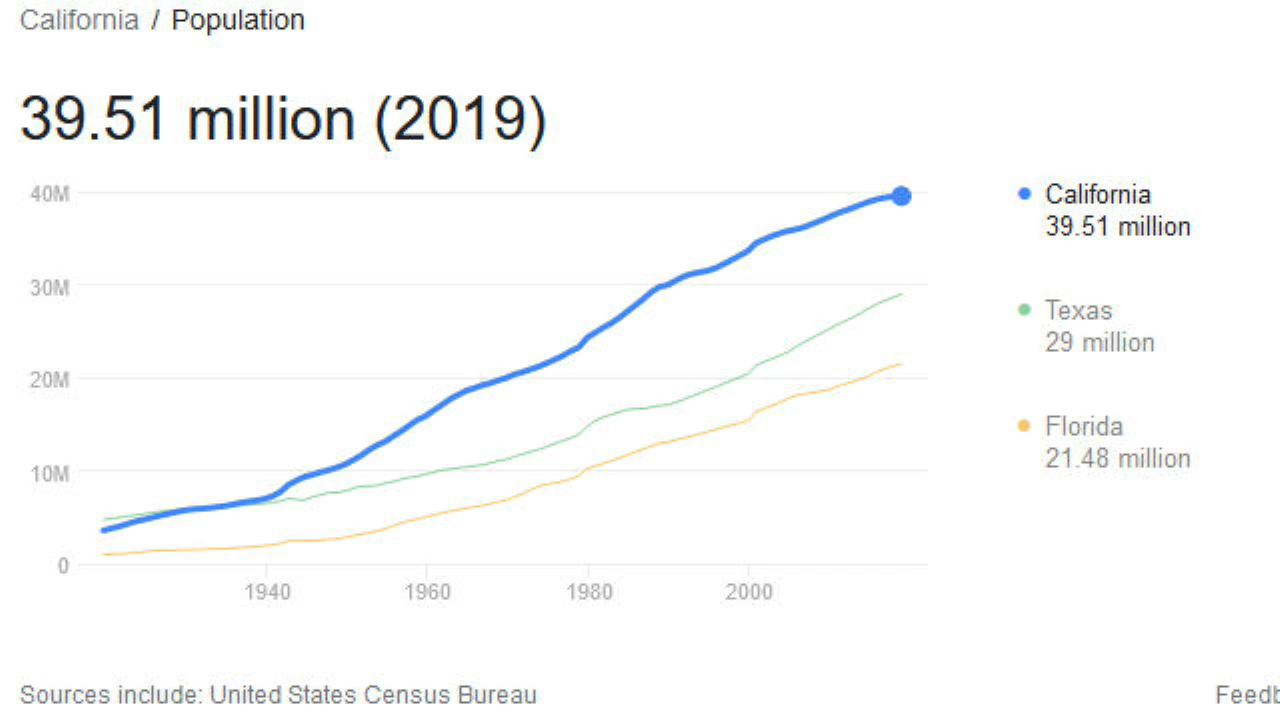 California / Population
39.51 million (2019)
40M
30M
20M
10M
0
1940 1960 1980 2000
California
39.51 million
Texas
29 million
Florida
21.48 million
Sources include: United States Census Bureau
Feedb